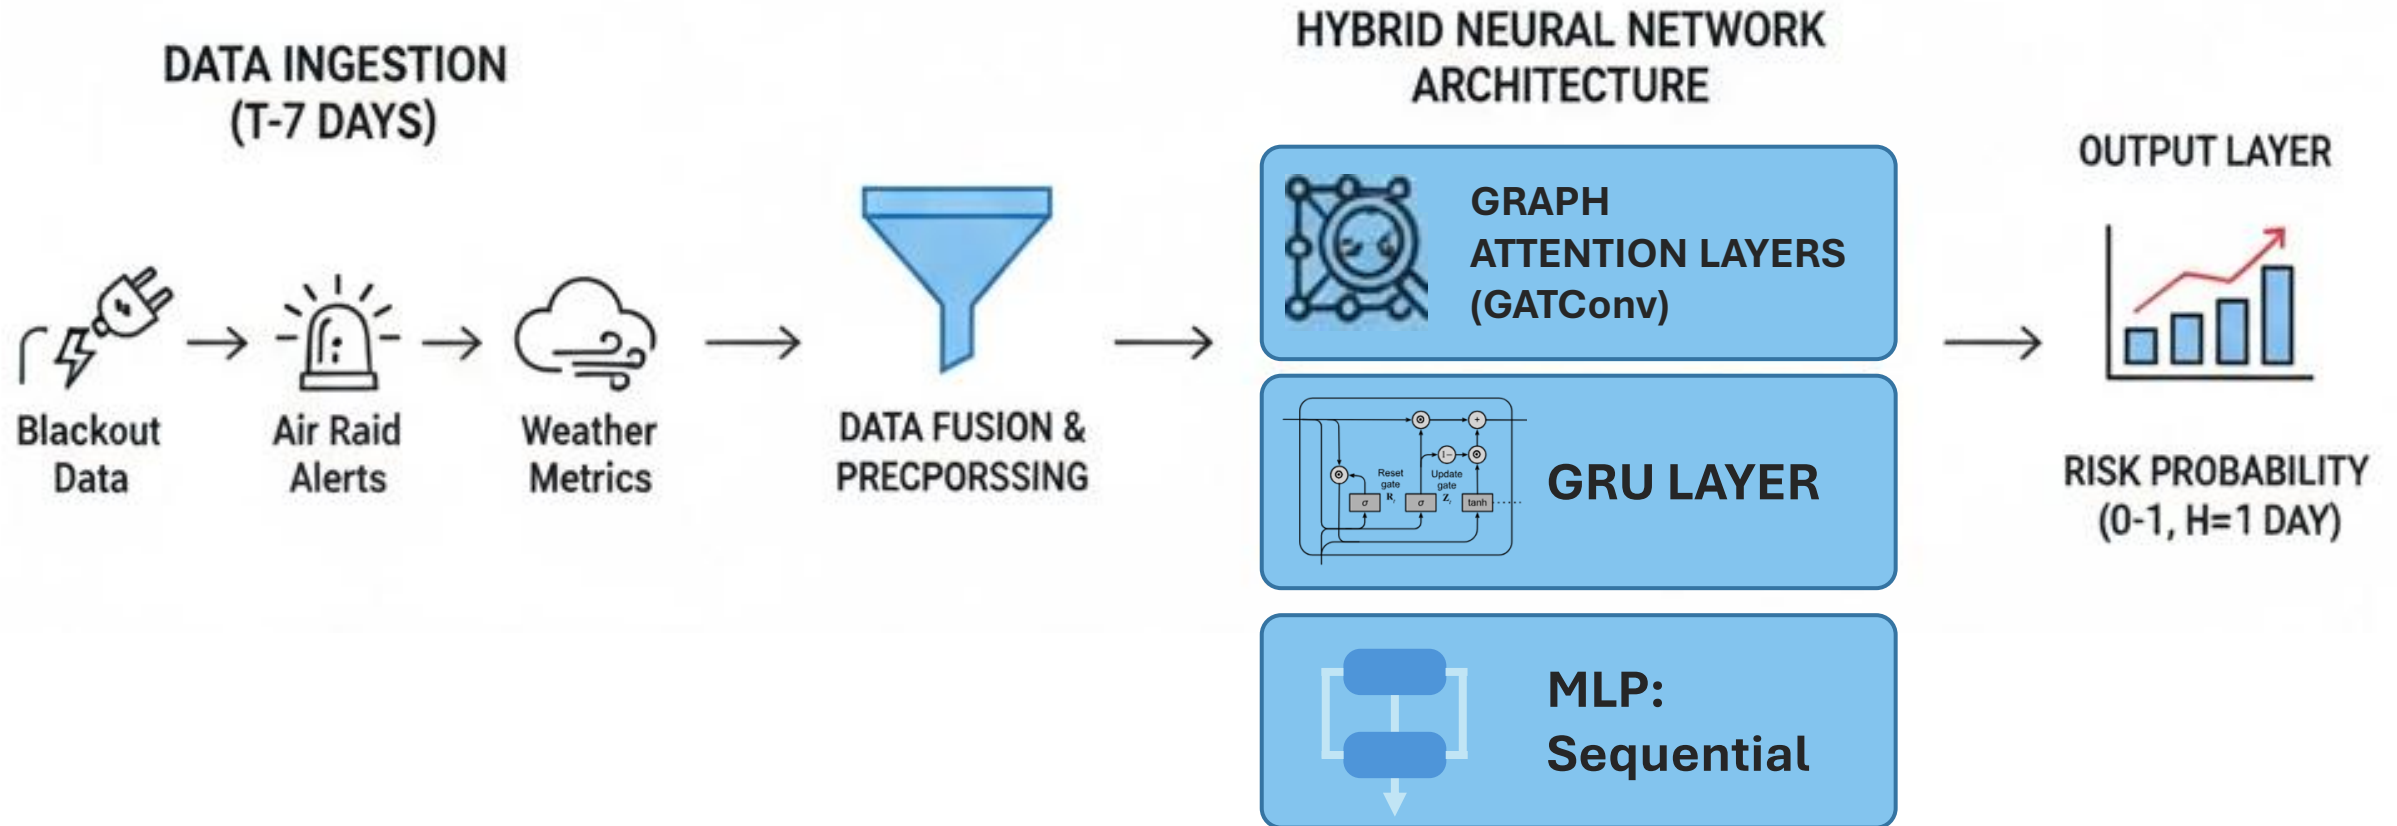 DATA INGESTION
(T-7 DAYS)
Blackout
Data
Air Raid
Alerts
Weather
Metrics
DATA FUSION &
PRECPORSSING
HYBRID NEURAL NETWORK
ARCHITECTURE
GRAPH
ATTENTION LAYERS
(GATConv)
Reset
gate
R
Update
gate
Z
1-
σ
σ
tanh
GRU LAYER
MLP:
Sequential
OUTPUT LAYER
RISK PROBABILITY
(0-1, H=1 DAY)